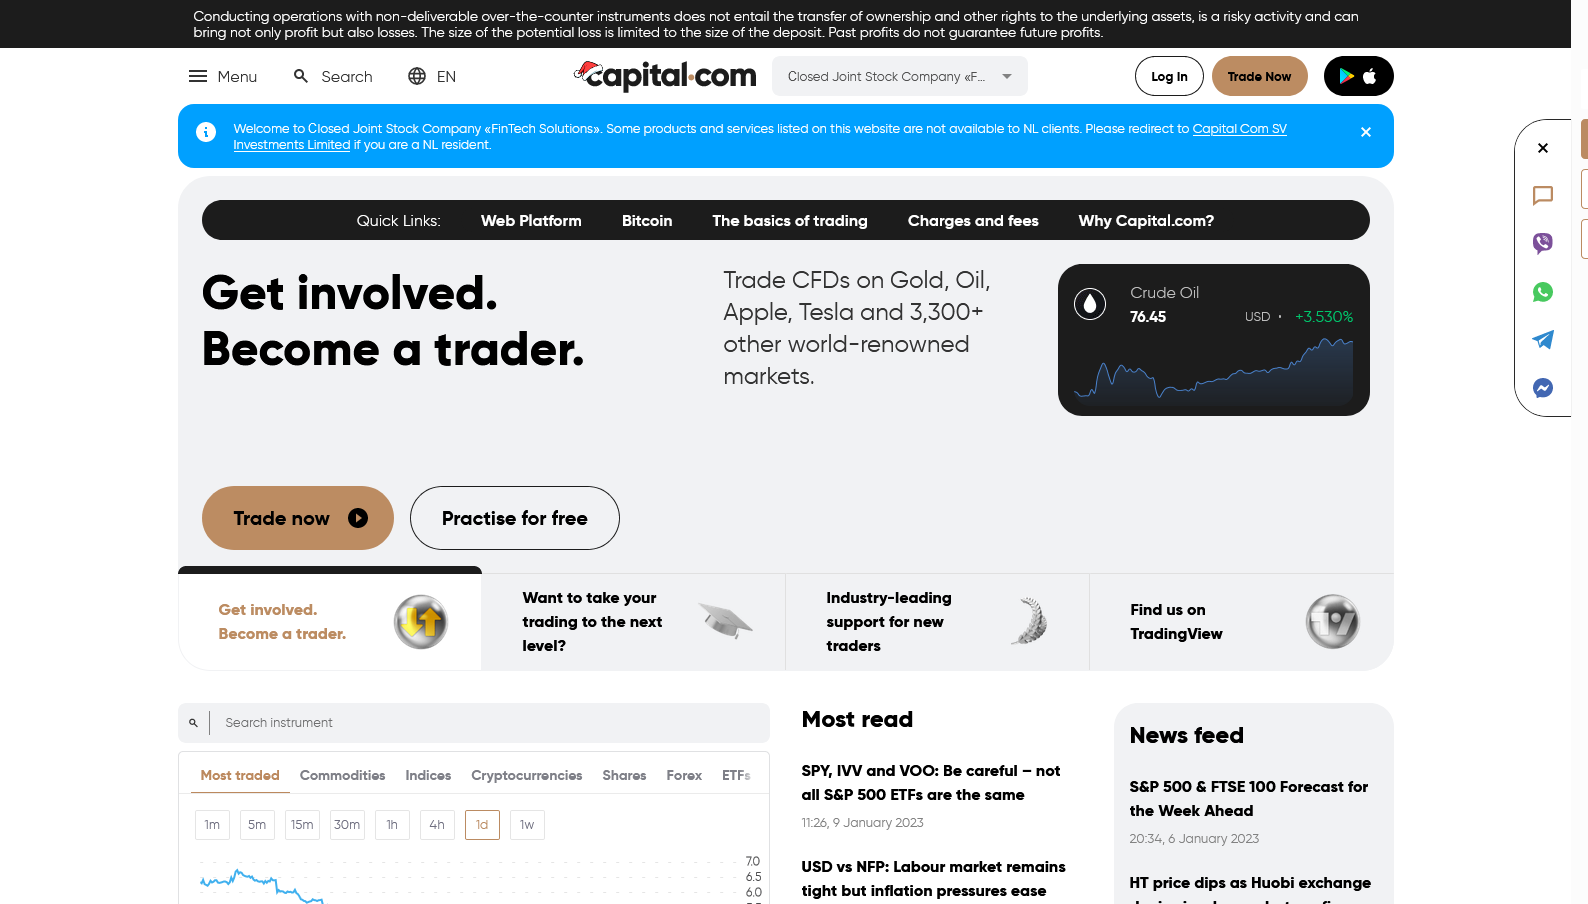 Conducting operations with non-deliverable over-the-counter instruments does not entail the transfer of ownership and other rights to the underlying assets, is a risky activity and can
bring not only profit but also losses. The size of the potential loss is limited to the size of the deposit. Past profits do not guarantee future profits.
Menu
Search
EN
capital.com
Closed Joint Stock Company «F...
Log In
Trade Now
Welcome to Closed Joint Stock Company «FinTech Solutions». Some products and services listed on this website are not available to NL clients. Please redirect to Capital Com SV
Investments Limited if you are a NL resident.
Quick Links:
Web Platform
Bitcoin
The basics of trading
Charges and fees
Why Capital.com?
Get involved.
Become a trader.
Trade CFDs on Gold, Oil,
Apple, Tesla and 3,300+
other world-renowned
markets.
Crude Oil
76.45
USD • +3.530%
Trade now
Practise for free
Get involved.
Become a trader.
Want to take your
trading to the next
level?
Industry-leading
support for new
traders
Find us on
TradingView
Search instrument
Most traded
Commodities
Indices
Cryptocurrencies
Shares
Forex
ETFs
1m
5m
15m
30m
1h
4h
1d
1w
7.0
6.5
6.0
Most read
SPY, IVV and VOO: Be careful – not
all S&P 500 ETFs are the same
11:26, 9 January 2023
USD vs NFP: Labour market remains
tight but inflation pressures ease
News feed
S&P 500 & FTSE 100 Forecast for
the Week Ahead
20:34, 6 January 2023
HT price dips as Huobi exchange